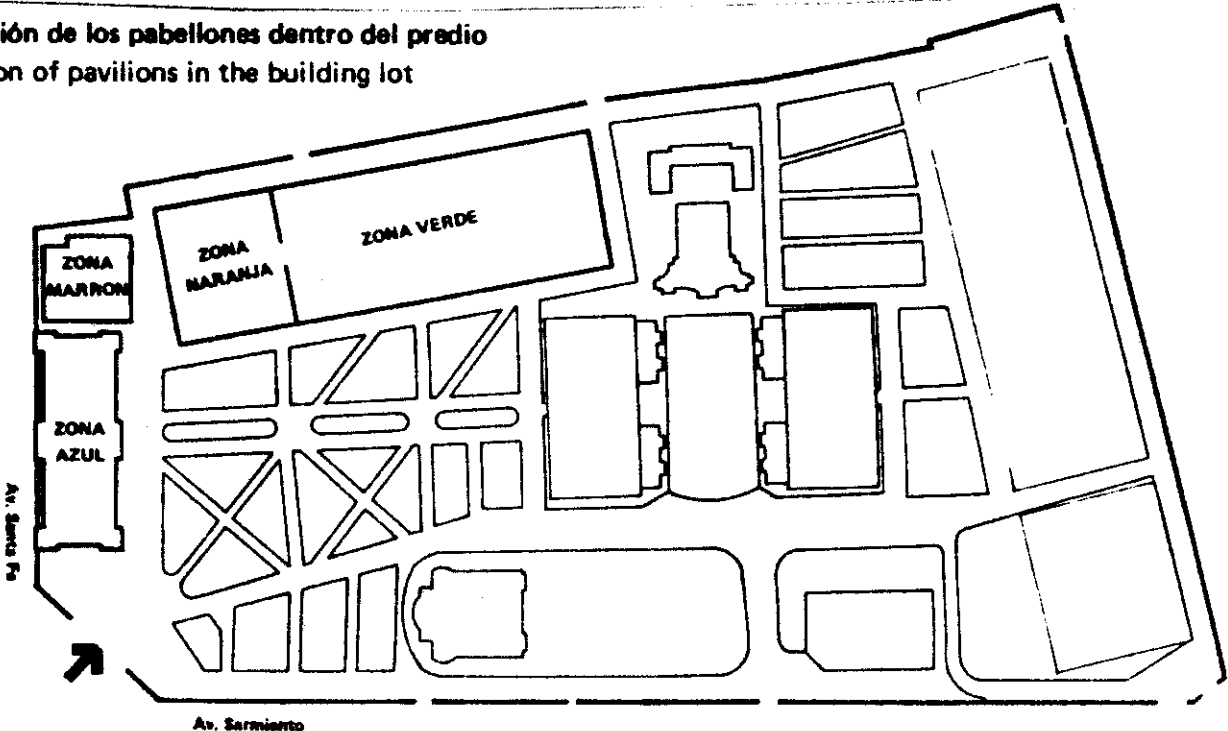 ión de los pabellones dentro del predio
on of pavilions in the building lot
ZONA
MARRON
ZONA
NARANJA
ZONA VERDE
ZONA
AZUL
Av. Santa Fe
Av. Sarmiento